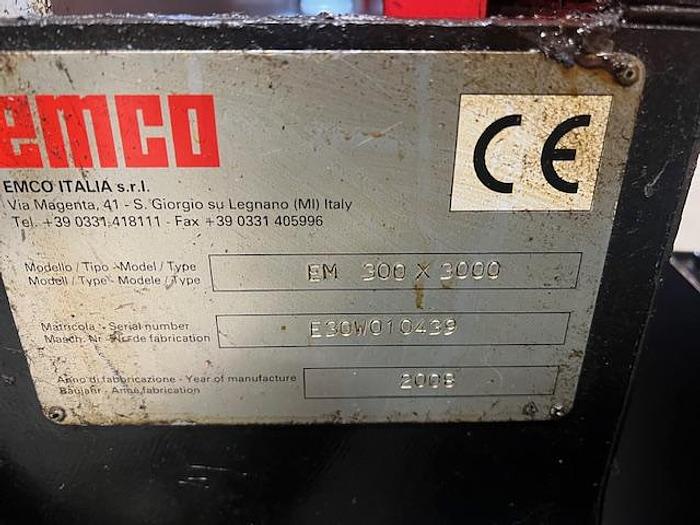 emco
CE
EMCO ITALIA s.r.l.
Via Magenta, 41 - S. Giorgio su Legnano (MI) Italy
Tel. +39 0331 418111 - Fax +39 0331 405996
Modello / Tipo - Model / Type
Modell / Type - Modele / Type
EM 300 X 3000
Matricola - Serial number
Masch. Nr - de fabrication
E30W010439
Anno di fabbricazione - Year of manufacture
Baujahr - fabrication
2008